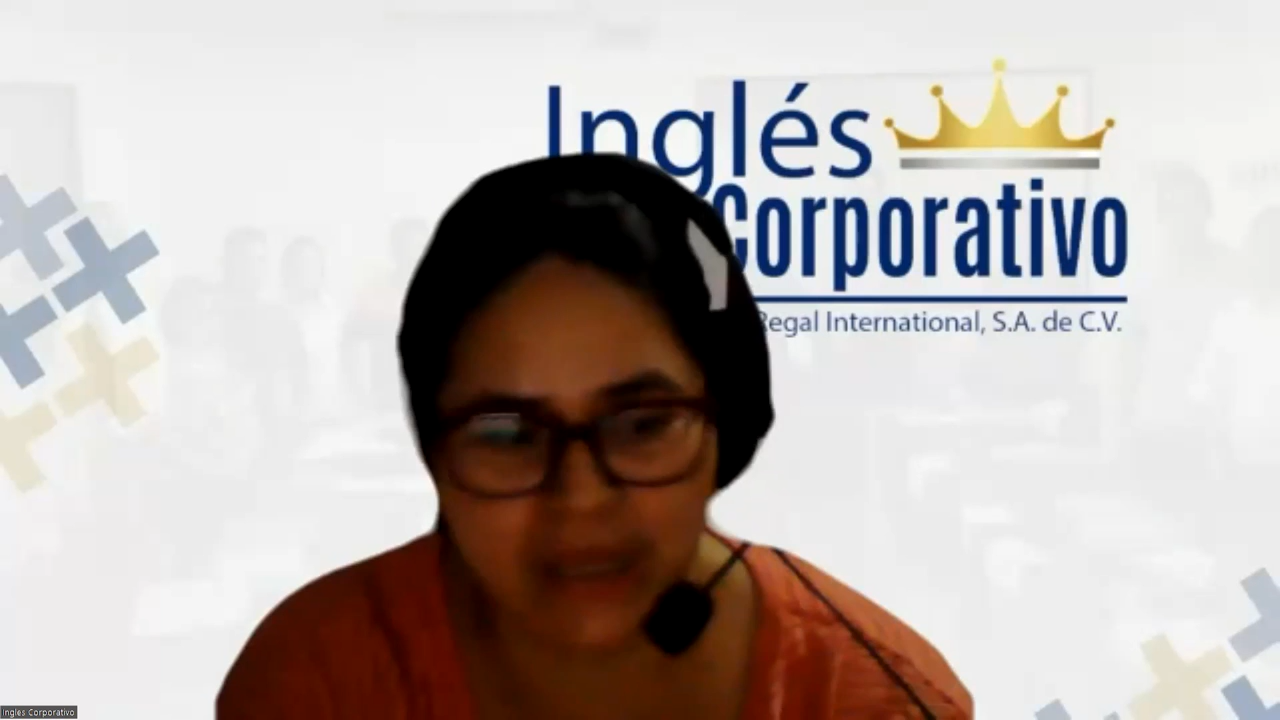 Inglés
Corporativo
Regal International, S.A. de C.V.
Ingles Corporativo